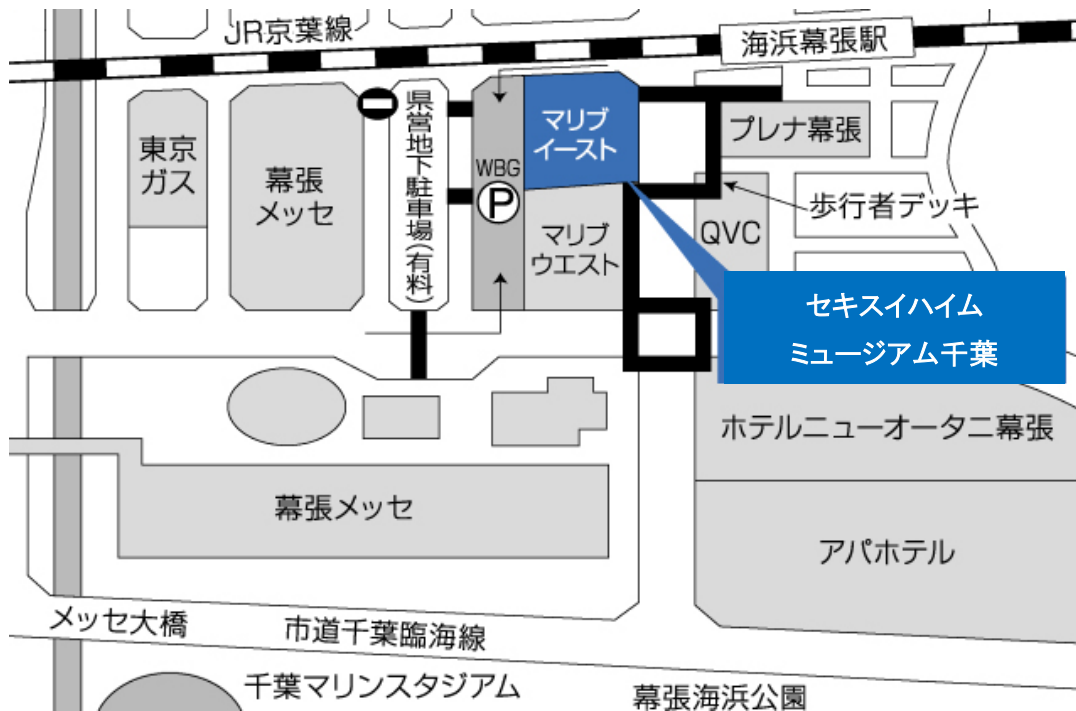 JR京葉線
海浜幕張駅
東京
ガス
幕張
メッセ
県営地下駐車場(有料)
WBG
P
マリブ
イースト
マリブ
ウエスト
プレナ幕張
歩行者デッキ
QVC
セキスイハイム
ミュージアム千葉
ホテルニューオータニ幕張
幕張メッセ
アパホテル
メッセ大橋
市道千葉臨海線
千葉マリンスタジアム
幕張海浜公園